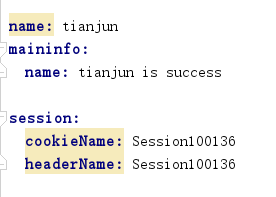 name: tianjun
maininfo:
  name: tianjun is success
session:
  cookieName: Session100136
  headerName: Session100136